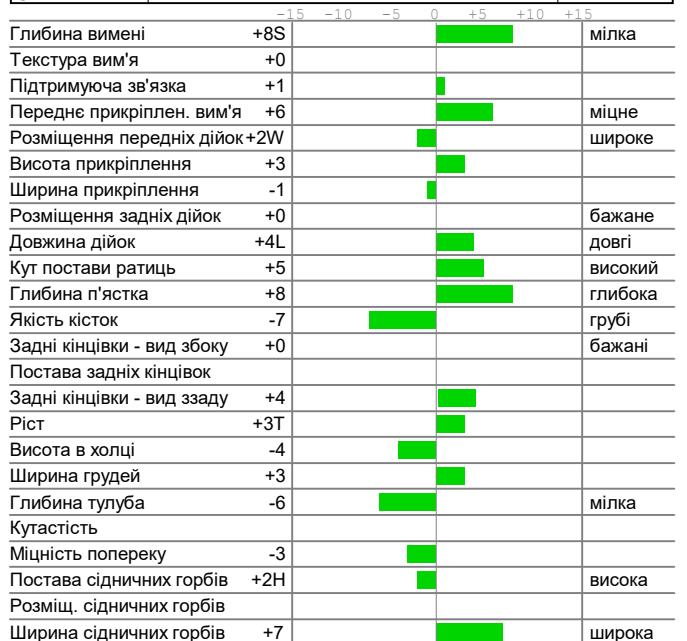 -15 -10 -5 0 +5 +10 +15
Глибина вимені +8S мілка
Текстура вим'я +0
Підтримуюча зв'язка +1
Переднє прикріплен. вим'я +6 міцне
Розміщення передніх дійок +2W широке
Висота прикріплення +3
Ширина прикріплення -1
Розміщення задніх дійок +0 бажане
Довжина дійок +4L довгі
Кут постави ратиць +5 високий
Глибина п'ястка +8 глибока
Якість кісток -7 грубі
Задні кінцівки - вид збоку +0 бажані
Постава задніх кінцівок
Задні кінцівки - вид ззаду +4
Ріст +3T
Висота в холці -4
Ширина грудей +3
Глибина тулуба -6 мілка
Кутастість
Міцність попереку -3
Постава сідничних горбів +2H висока
Розміщ. сідничних горбів
Ширина сідничних горбів +7 широка